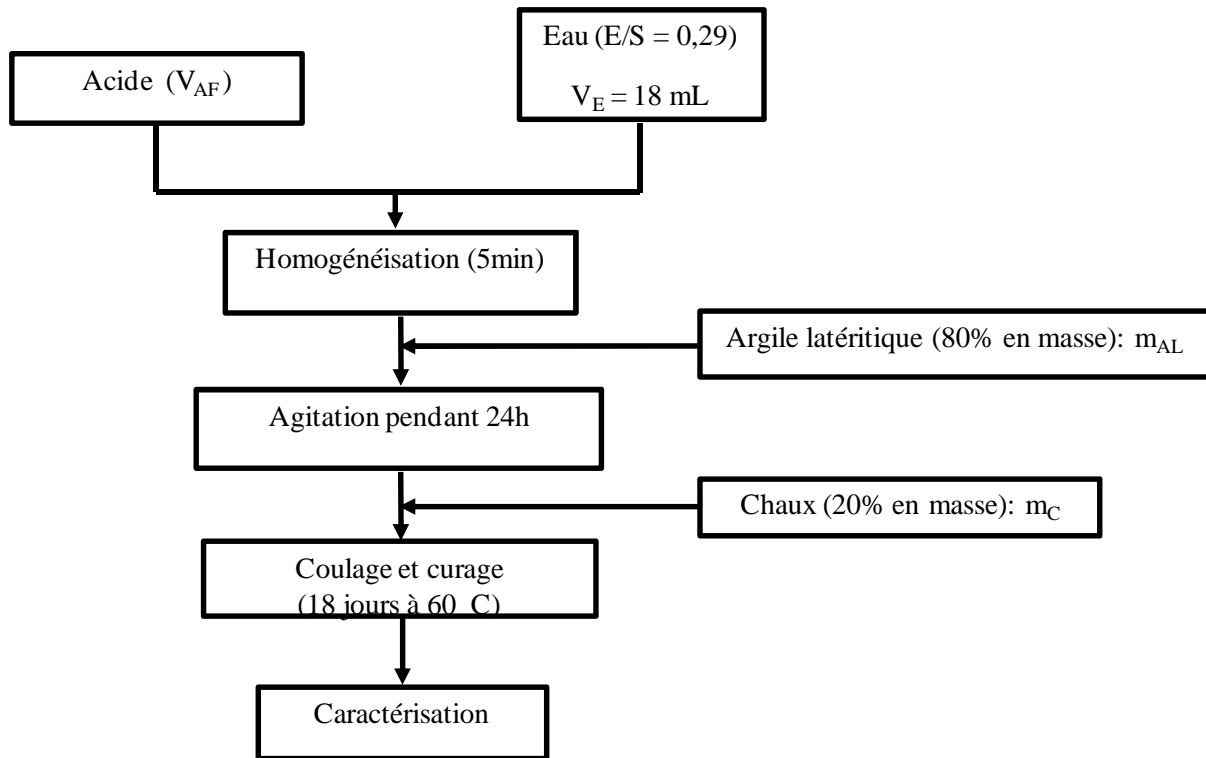 Acide (VAF)
Eau (E/S = 0,29)
VE = 18 mL
Homogénéisation (5min)
Argile latéritique (80% en masse): mAL
Agitation pendant 24h
Chaux (20% en masse): mC
Coulage et curage
(18 jours à 60 C)
Caractérisation